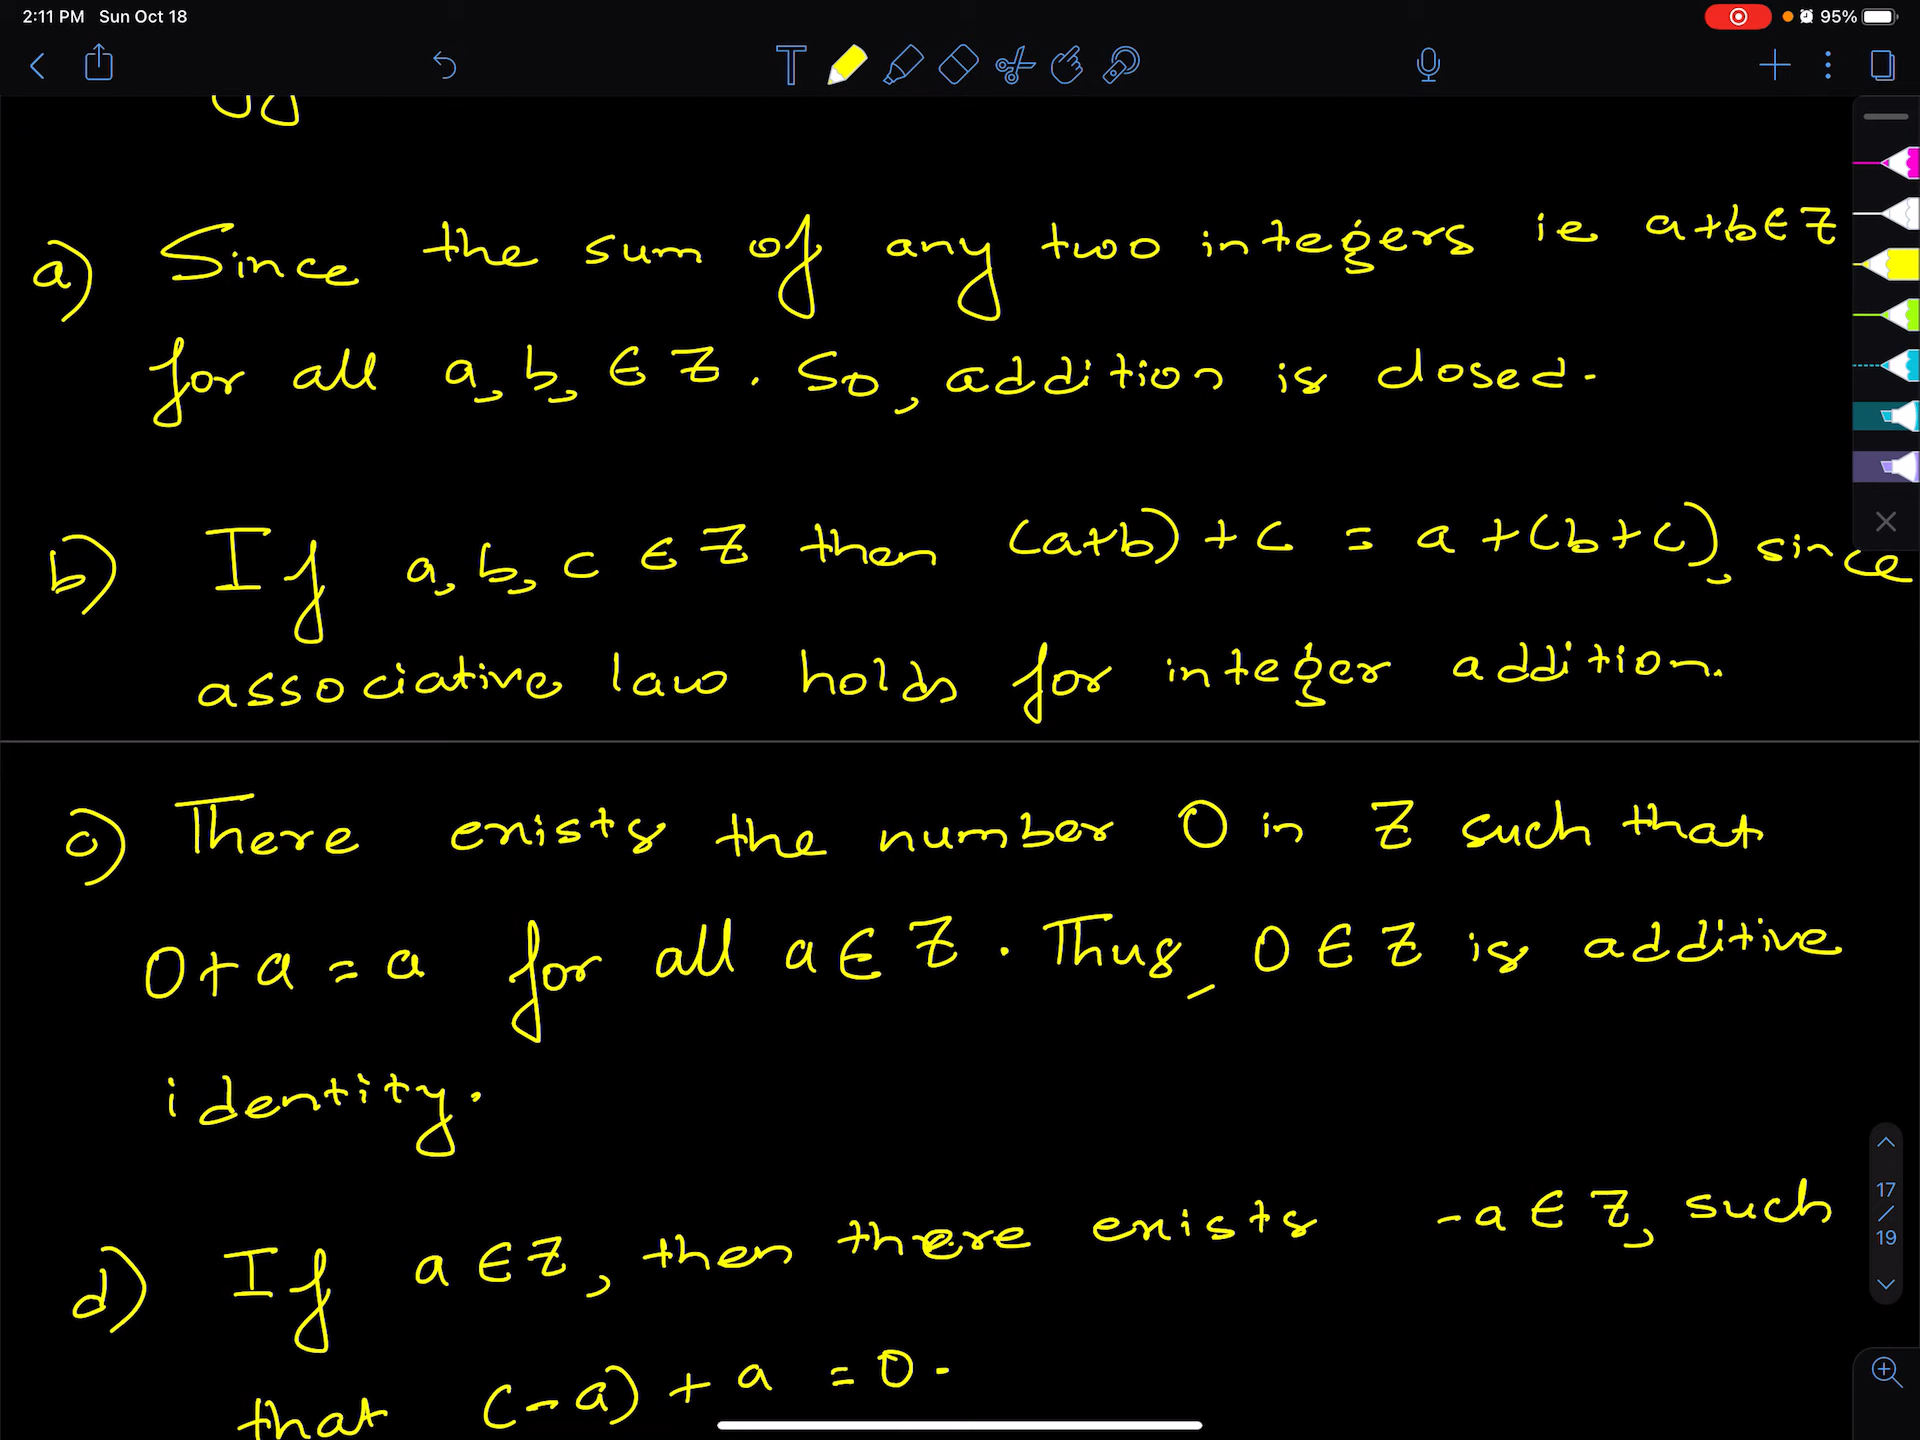 2:11 PM Sun Oct 18
95%
a) Since the sum of any two integers ie a+b∈Z
for all a, b, ∈ Z. So, addition is closed.
b) If a, b, c ∈ Z then (a+b) + c = a + (b+c), since
associative law holds for integer addition.
c) There exists the number 0 in Z such that
0 + a = a for all a ∈ Z. Thus, 0 ∈ Z is additive
identity.
d) If a ∈ Z, then there exists -a ∈ Z, such
that (-a) + a = 0.
17
/
19